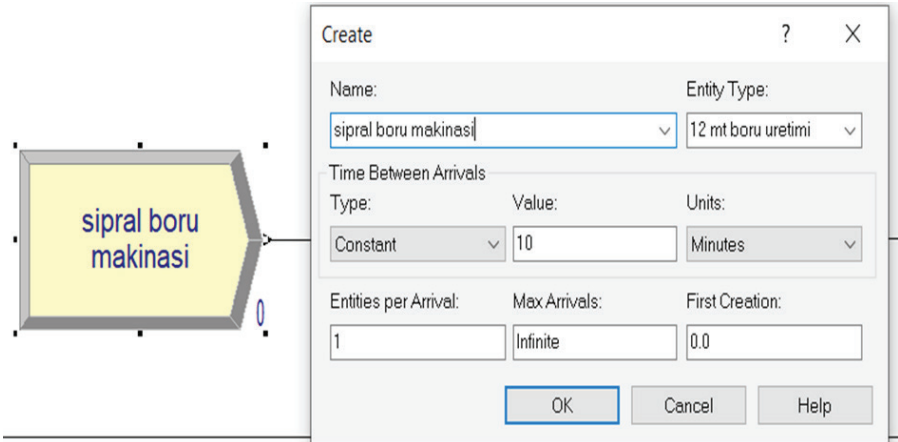 sipral boru
makinasi
0
Create ? X
Name: Entity Type:
sipral boru makinasi 12 mt boru uretimi
Time Between Arrivals
Type: Value: Units:
Constant 10 Minutes
Entities per Arrival: Max Arrivals: First Creation:
1 Infinite 0.0
OK Cancel Help